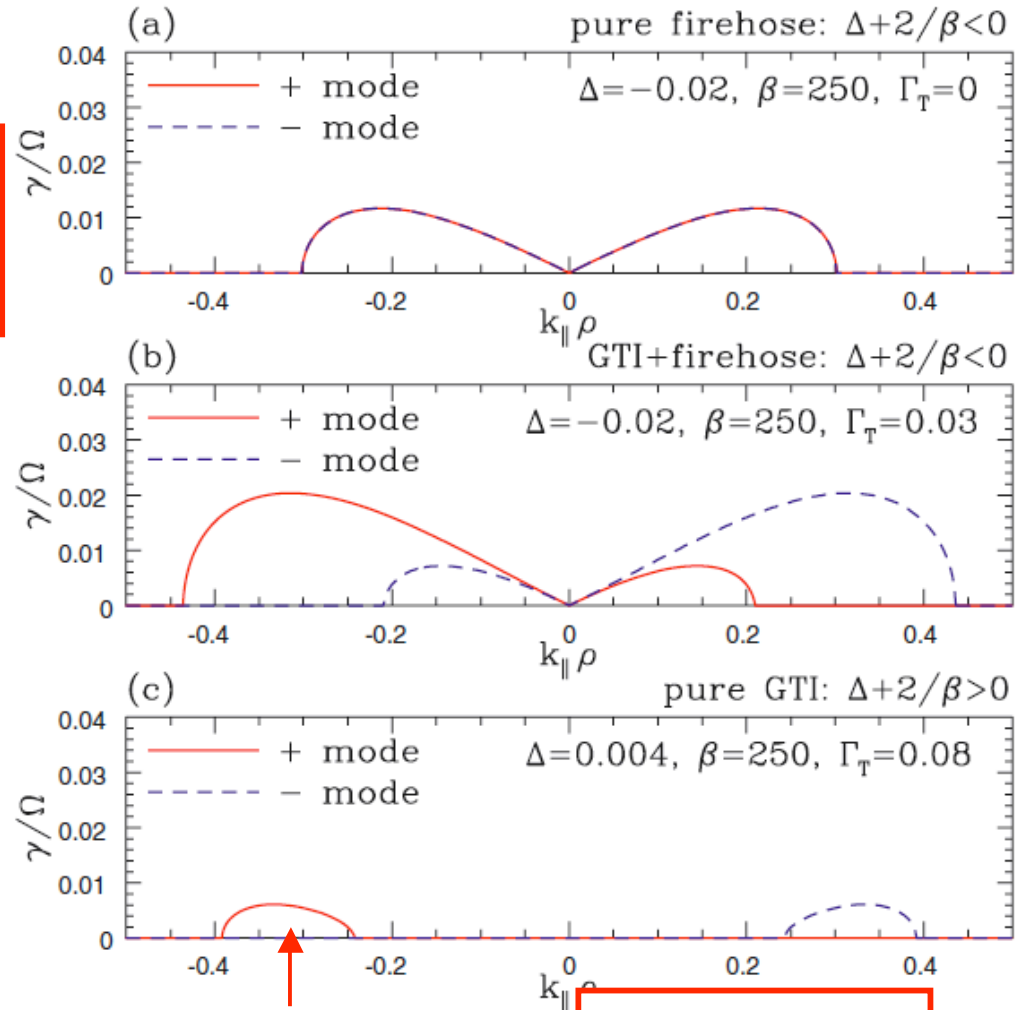 (a) pure firehose: Δ+2/β<0
0.04
+ mode Δ=−0.02, β=250, Γ_T=0
0.03
− mode
γ/Ω
0.02
0.01
0
-0.4 -0.2 0 0.2 0.4
k_∥ρ
(b) GTI+firehose: Δ+2/β<0
0.04
+ mode Δ=−0.02, β=250, Γ_T=0.03
0.03
− mode
γ/Ω
0.02
0.01
0
-0.4 -0.2 0 0.2 0.4
k_∥ρ
(c) pure GTI: Δ+2/β>0
0.04
+ mode Δ=0.004, β=250, Γ_T=0.08
0.03
− mode
γ/Ω
0.02
0.01
0
-0.4 -0.2 0 0.2 0.4
k_∥